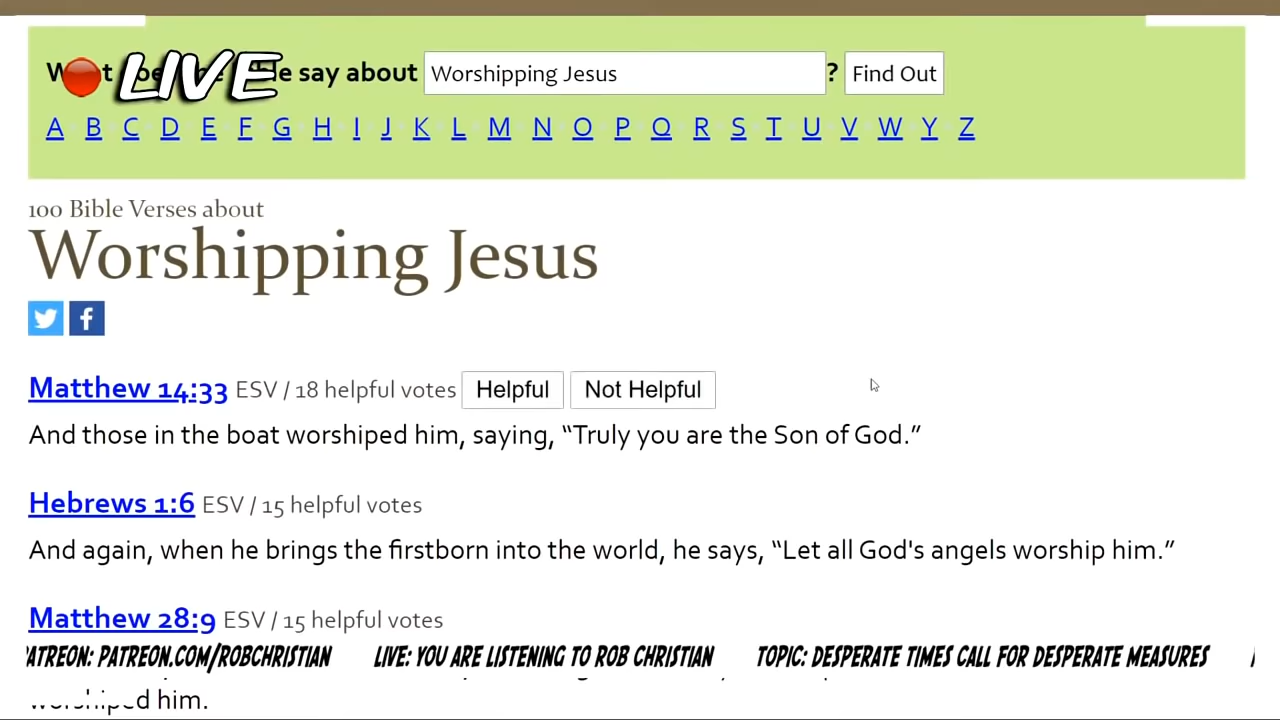 LIVE
say about Worshipping Jesus ? Find Out
A B C D E F G H I J K L M N O P Q R S T U V W Y Z
100 Bible Verses about
Worshipping Jesus
Matthew 14:33 ESV / 18 helpful votes Helpful Not Helpful
And those in the boat worshiped him, saying, “Truly you are the Son of God.”
Hebrews 1:6 ESV / 15 helpful votes
And again, when he brings the firstborn into the world, he says, “Let all God's angels worship him.”
Matthew 28:9 ESV / 15 helpful votes
ATREON: PATREON.COM/ROBCHRISTIAN LIVE: YOU ARE LISTENING TO ROB CHRISTIAN TOPIC: DESPERATE TIMES CALL FOR DESPERATE MEASURES
him.